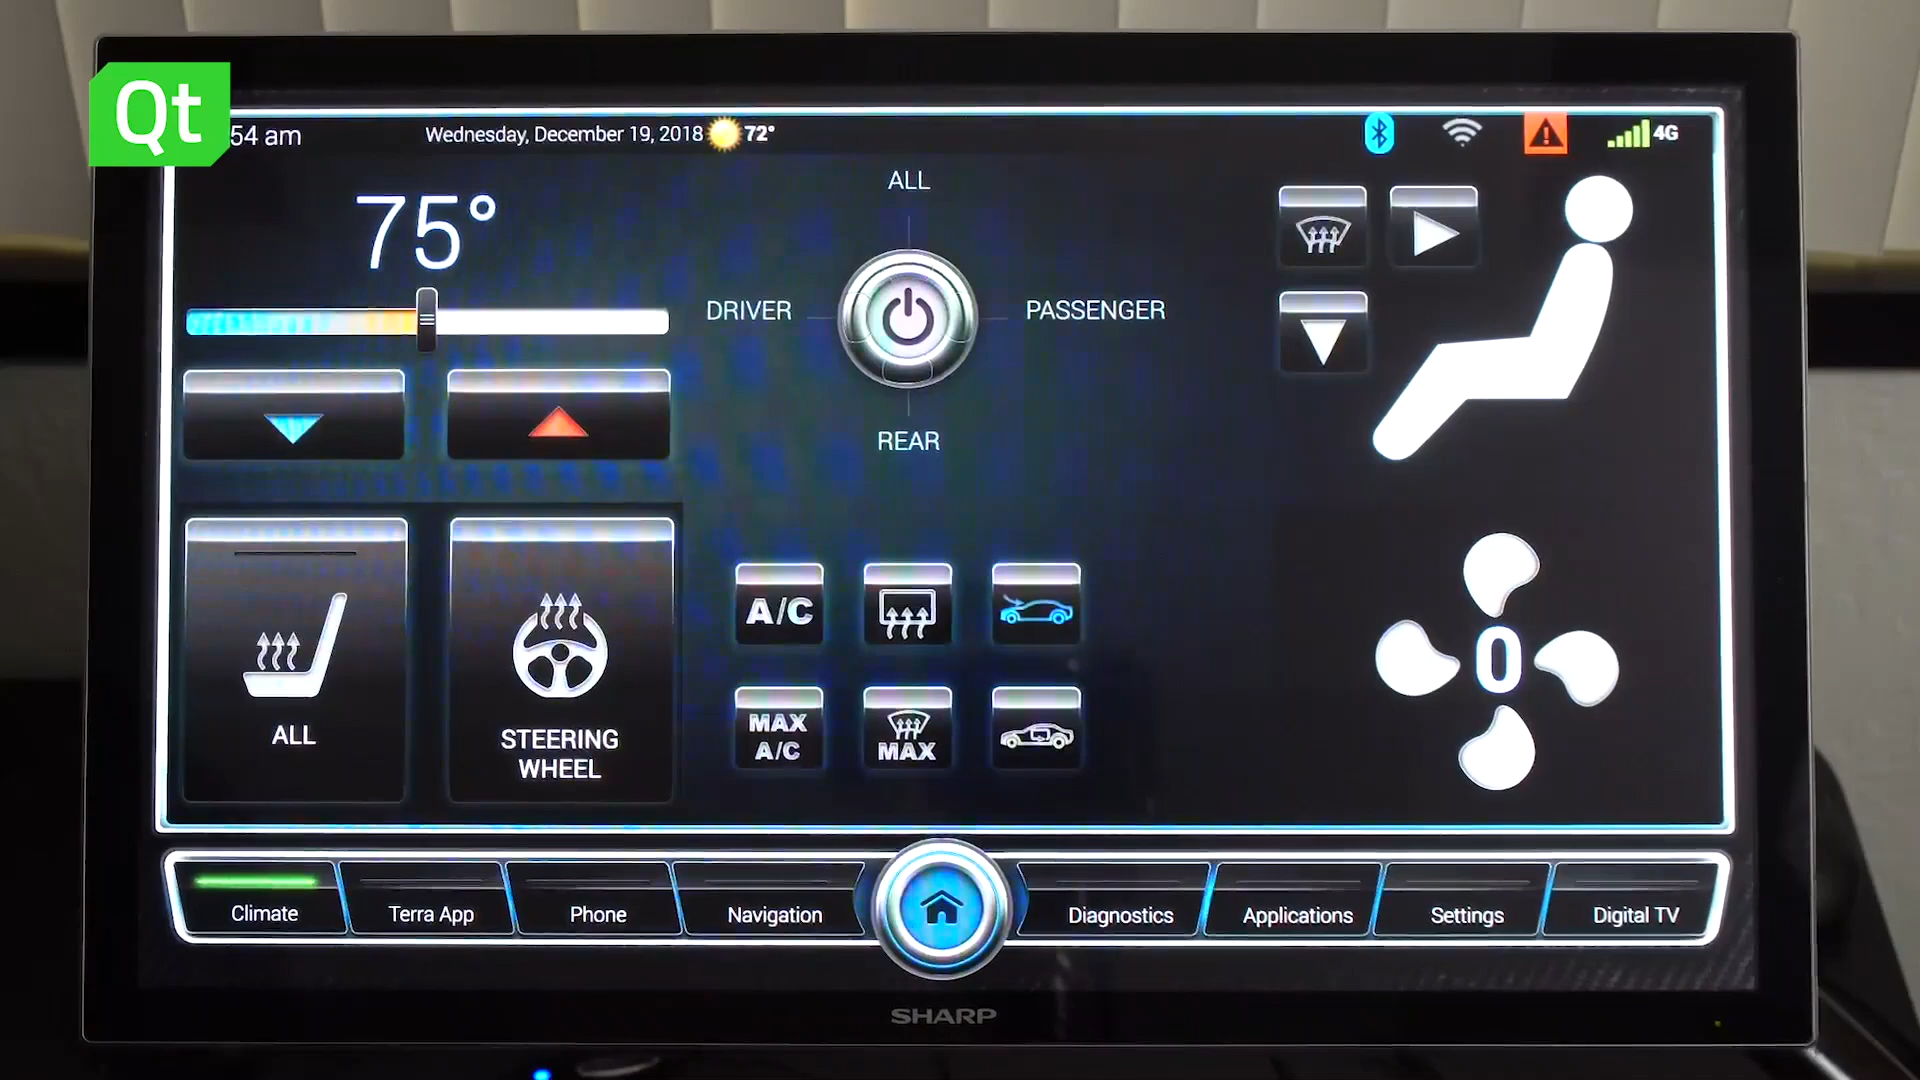 Qt
54 am
Wednesday, December 19, 2018
72°
4G
75°
ALL
DRIVER
PASSENGER
REAR
ALL
STEERING
WHEEL
A/C
MAX
A/C
MAX
0
Climate
Terra App
Phone
Navigation
Diagnostics
Applications
Settings
Digital TV
SHARP